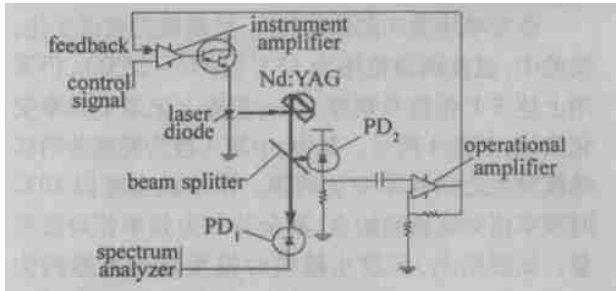 feedback
instrument
amplifier
control
signal
Nd:YAG
laser
diode
PD2
beam splitter
operational
amplifier
PD1
spectrum
analyzer